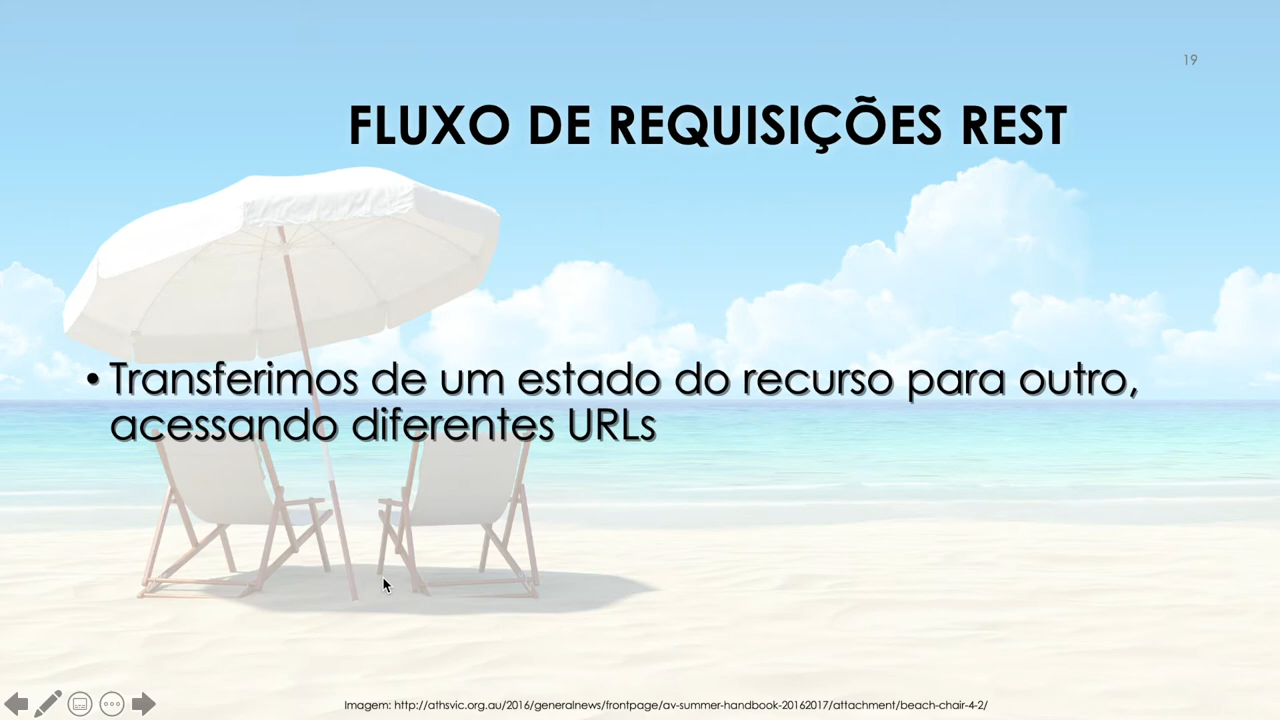 19
FLUXO DE REQUISIÇÕES REST
• Transferimos de um estado do recurso para outro,
acessando diferentes URLs
Imagem: http://athsvic.org.au/2016/generalnews/frontpage/av-summer-handbook-20162017/attachment/beach-chair-4-2/